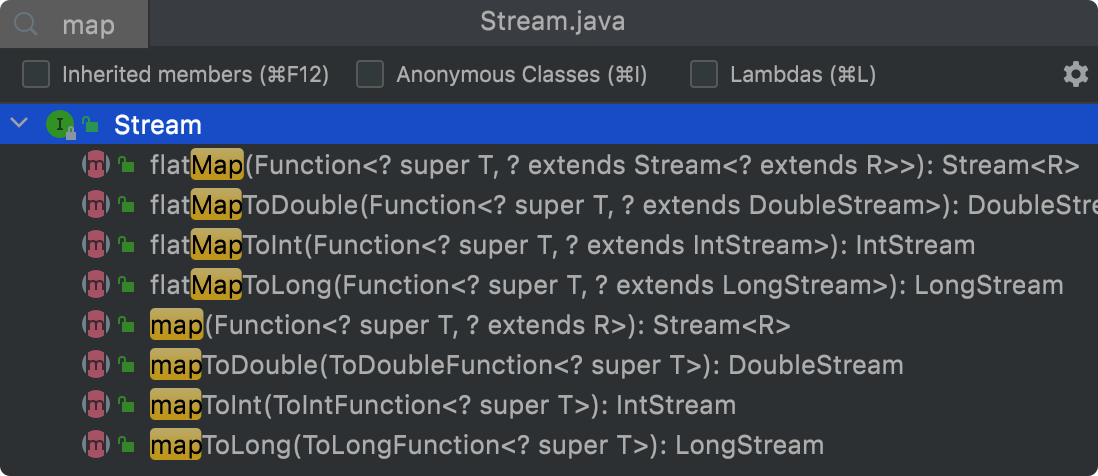 map
Stream.java
Inherited members (⌘F12) Anonymous Classes (⌘I) Lambdas (⌘L)
I Stream
m flatMap(Function<? super T, ? extends Stream<? extends R>>): Stream<R>
m flatMapToDouble(Function<? super T, ? extends DoubleStream>): DoubleStre
m flatMapToInt(Function<? super T, ? extends IntStream>): IntStream
m flatMapToLong(Function<? super T, ? extends LongStream>): LongStream
m map(Function<? super T, ? extends R>): Stream<R>
m mapToDouble(ToDoubleFunction<? super T>): DoubleStream
m mapToInt(ToIntFunction<? super T>): IntStream
m mapToLong(ToLongFunction<? super T>): LongStream